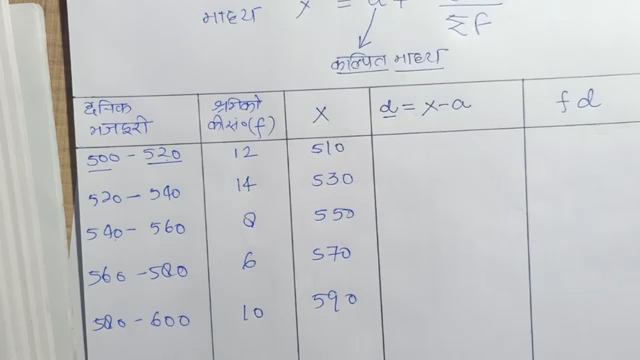 माध्य x = a +
Σf
कल्पित माध्य
दैनिक मजदूरी श्रमिको की सं०(f) x d = x-a fd
500-520 12 510
520-540 14 530
540-560 8 550
560-580 6 570
580-600 10 590